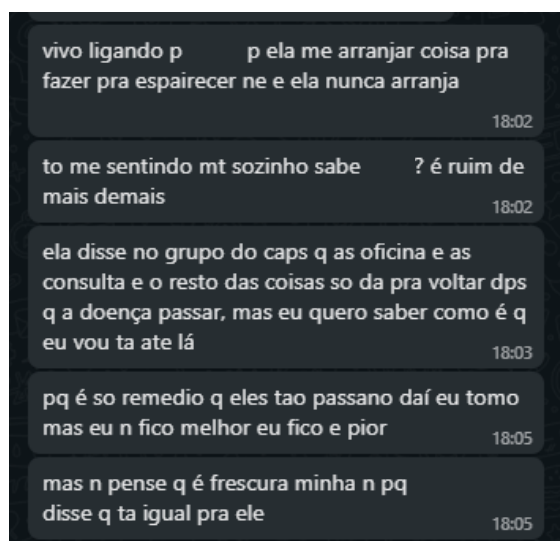 vivo ligando p p ela me arranjar coisa pra
fazer pra espairecer ne e ela nunca arranja
18:02
to me sentindo mt sozinho sabe ? é ruim de
mais demais
18:02
ela disse no grupo do caps q as oficina e as
consulta e o resto das coisas so da pra voltar dps
q a doença passar, mas eu quero saber como é q
eu vou ta ate lá
18:03
pq é so remedio q eles tao passano daí eu tomo
mas eu n fico melhor eu fico e pior
18:05
mas n pense q é frescura minha n pq
disse q ta igual pra ele
18:05